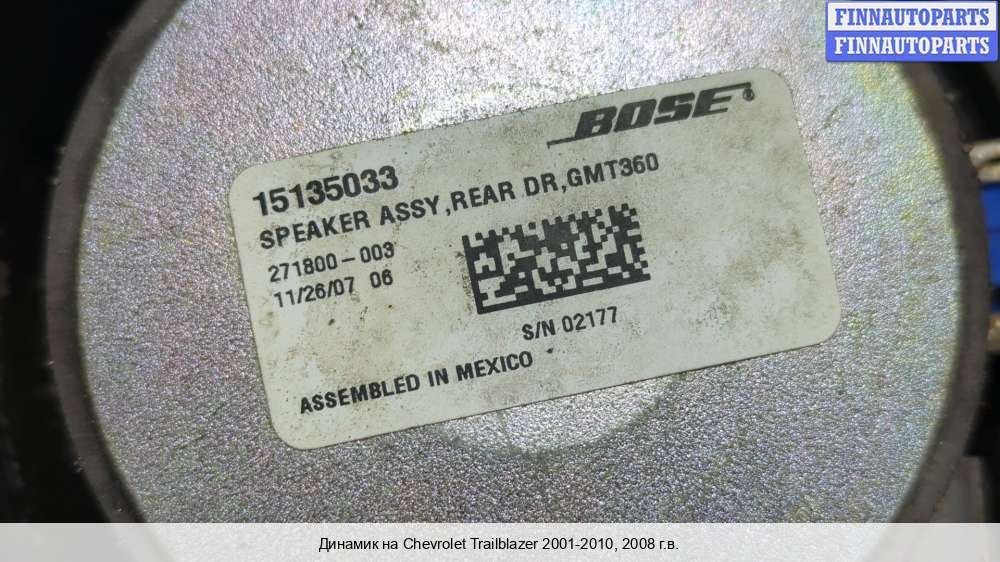 FINNAUTOPARTS
FINNAUTOPARTS
BOSE
15135033
SPEAKER ASSY,REAR DR,GMT360
271800-003
11/26/07 06
S/N 02177
ASSEMBLED IN MEXICO
Динамик на Chevrolet Trailblazer 2001-2010, 2008 г.в.